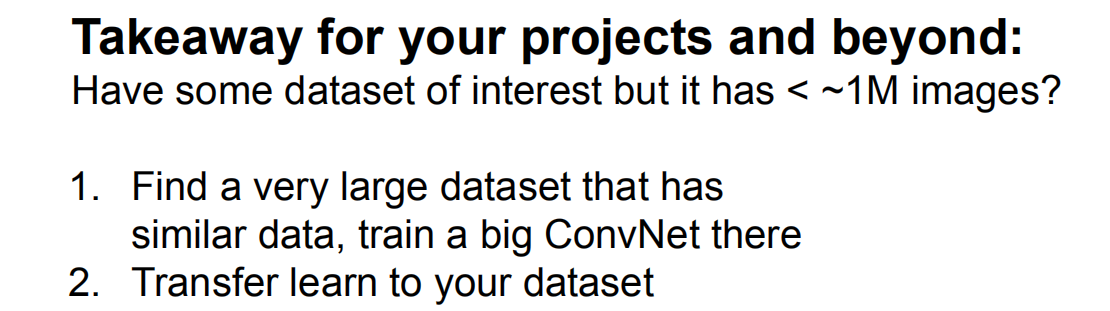 Takeaway for your projects and beyond:
Have some dataset of interest but it has < ~1M images?
1. Find a very large dataset that has
similar data, train a big ConvNet there
2. Transfer learn to your dataset